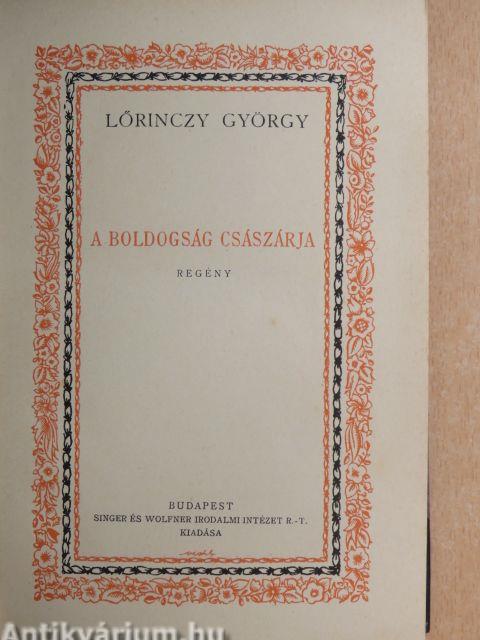 LŐRINCZY GYÖRGY
A BOLDOGSÁG CSÁSZÁRJA
REGÉNY
BUDAPEST
SINGER ÉS WOLFNER IRODALMI INTÉZET R.-T.
KIADÁSA
Antikvárium.hu